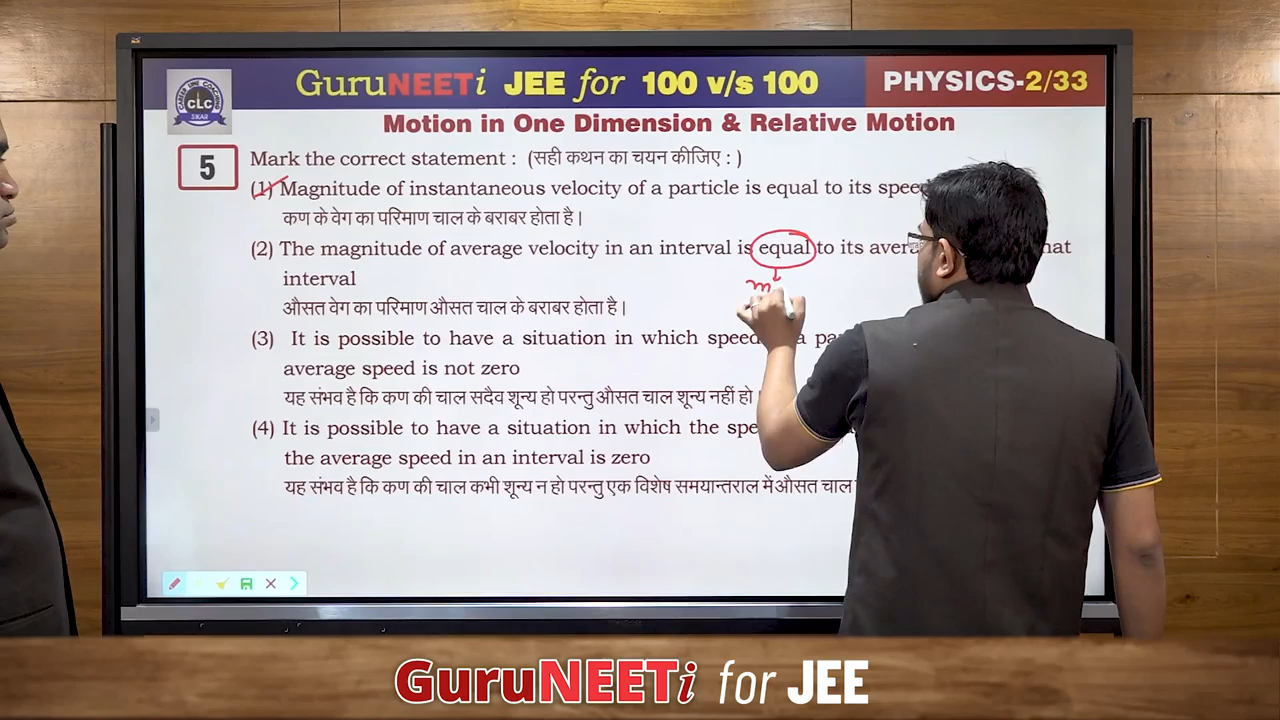 CLC
SIKAR
GuruNEETi JEE for 100 v/s 100
PHYSICS-2/33
Motion in One Dimension & Relative Motion
5
Mark the correct statement : (सही कथन का चयन कीजिए : )
(1) Magnitude of instantaneous velocity of a particle is equal to its
कण के वेग का परिमाण चाल के बराबर होता है।
(2) The magnitude of average velocity in an interval is equal to its
interval
औसत वेग का परिमाण औसत चाल के बराबर होता है।
(3) It is possible to have a situation in which speed
average speed is not zero
यह संभव है कि कण की चाल सदैव शून्य हो परन्तु औसत चाल शून्य नहीं हो
(4) It is possible to have a situation in which the
the average speed in an interval is zero
यह संभव है कि कण की चाल कभी शून्य न हो परन्तु एक विशेष समयान्तराल में औसत चाल
GuruNEETi for JEE